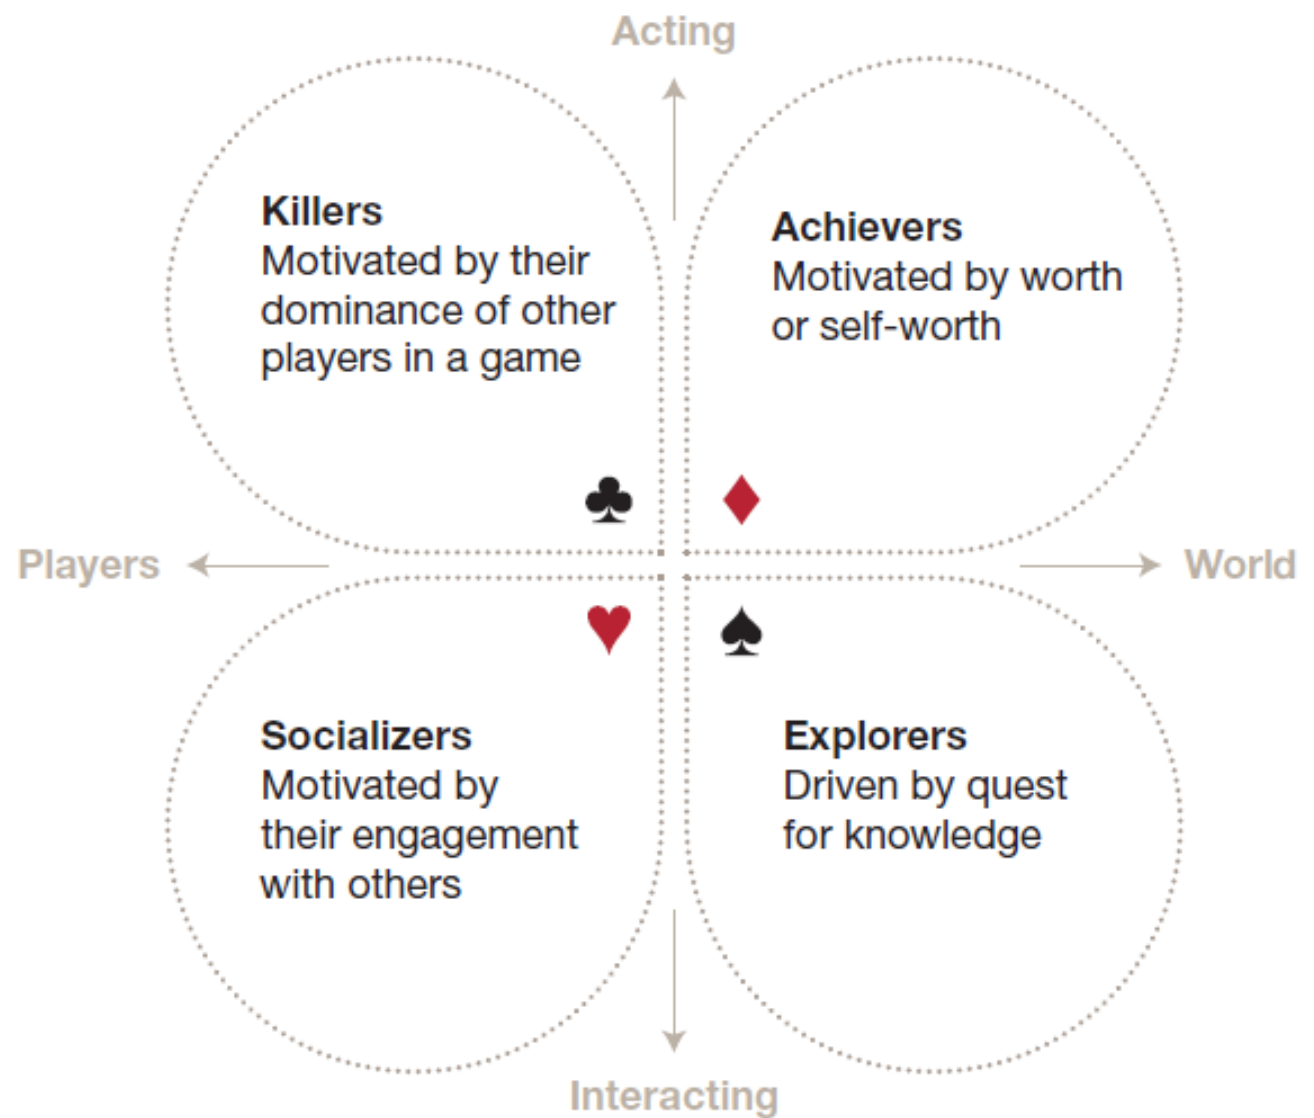 Acting
Killers
Motivated by their
dominance of other
players in a game
Achievers
Motivated by worth
or self-worth
Players
World
Socializers
Motivated by
their engagement
with others
Explorers
Driven by quest
for knowledge
Interacting